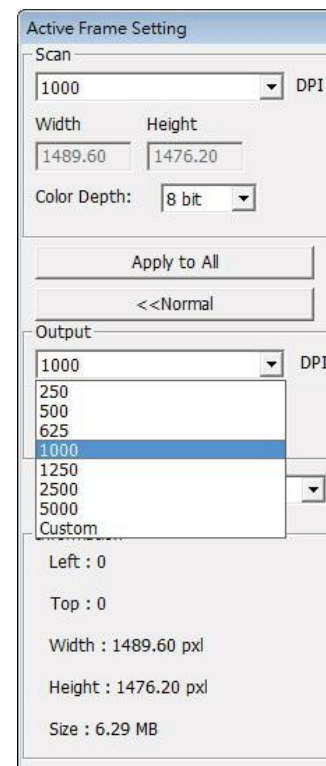 Active Frame Setting
Scan
1000 DPI
Width Height
1489.60 1476.20
Color Depth: 8 bit
Apply to All
<<Normal
Output
1000 DPI
250
500
625
1000
1250
2500
5000
Custom
Left : 0
Top : 0
Width : 1489.60 pxl
Height : 1476.20 pxl
Size : 6.29 MB